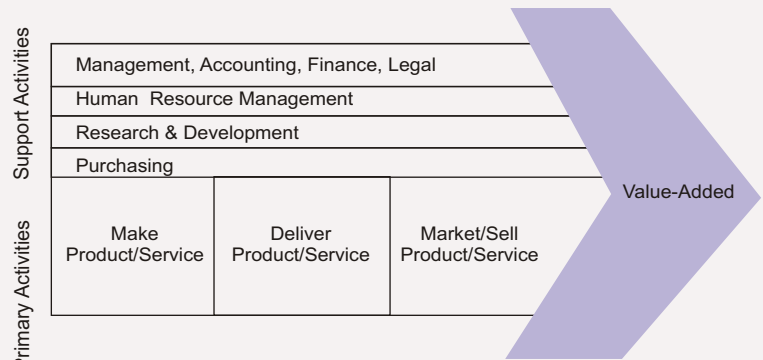 Support Activities
Management, Accounting, Finance, Legal
Human Resource Management
Research & Development
Purchasing
Primary Activities
Make
Product/Service
Deliver
Product/Service
Market/Sell
Product/Service
Value-Added